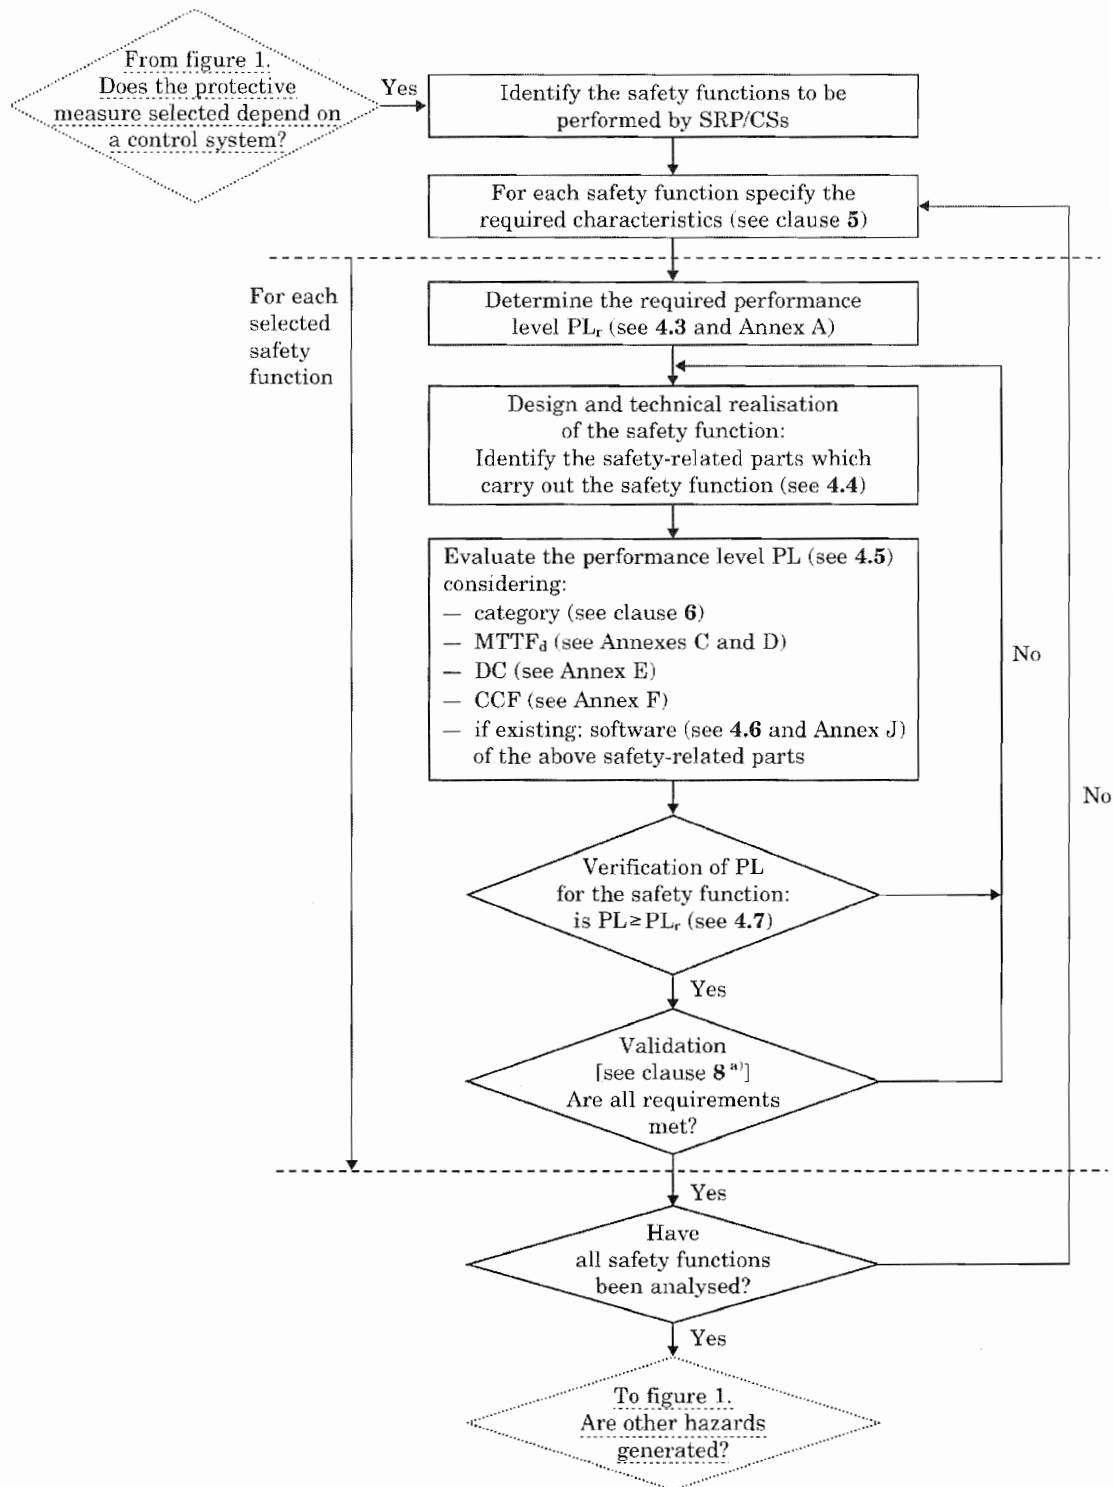 From figure 1.
Does the protective
measure selected depend on
a control system?
Yes
Identify the safety functions to be
performed by SRP/CSs
For each safety function specify the
required characteristics (see clause 5)
For each
selected
safety
function
Determine the required performance
level PLr (see 4.3 and Annex A)
Design and technical realisation
of the safety function:
Identify the safety-related parts which
carry out the safety function (see 4.4)
Evaluate the performance level PL (see 4.5)
considering:
— category (see clause 6)
— MTTFd (see Annexes C and D)
— DC (see Annex E)
— CCF (see Annex F)
— if existing: software (see 4.6 and Annex J)
of the above safety-related parts
No
No
Verification of PL
for the safety function:
is PL≥PLr (see 4.7)
Yes
Validation
[see clause 8 a)]
Are all requirements
met?
Yes
Have
all safety functions
been analysed?
Yes
To figure 1.
Are other hazards
generated?